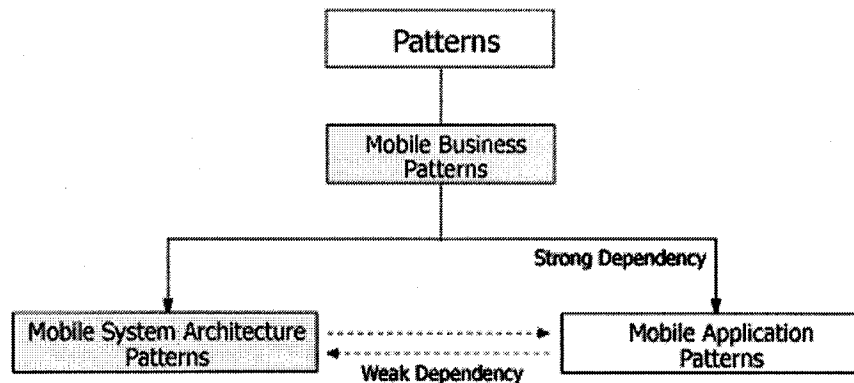 Patterns
Mobile Business
Patterns
Strong Dependency
Mobile System Architecture
Patterns
Mobile Application
Patterns
Weak Dependency